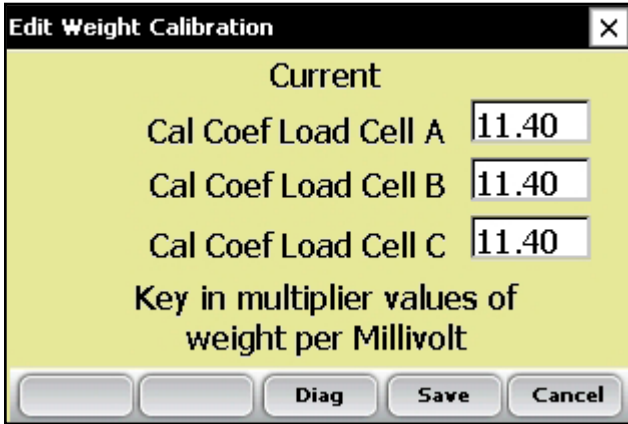 Edit Weight Calibration ×
Current
Cal Coef Load Cell A 11.40
Cal Coef Load Cell B 11.40
Cal Coef Load Cell C 11.40
Key in multiplier values of
weight per Millivolt
Diag Save Cancel